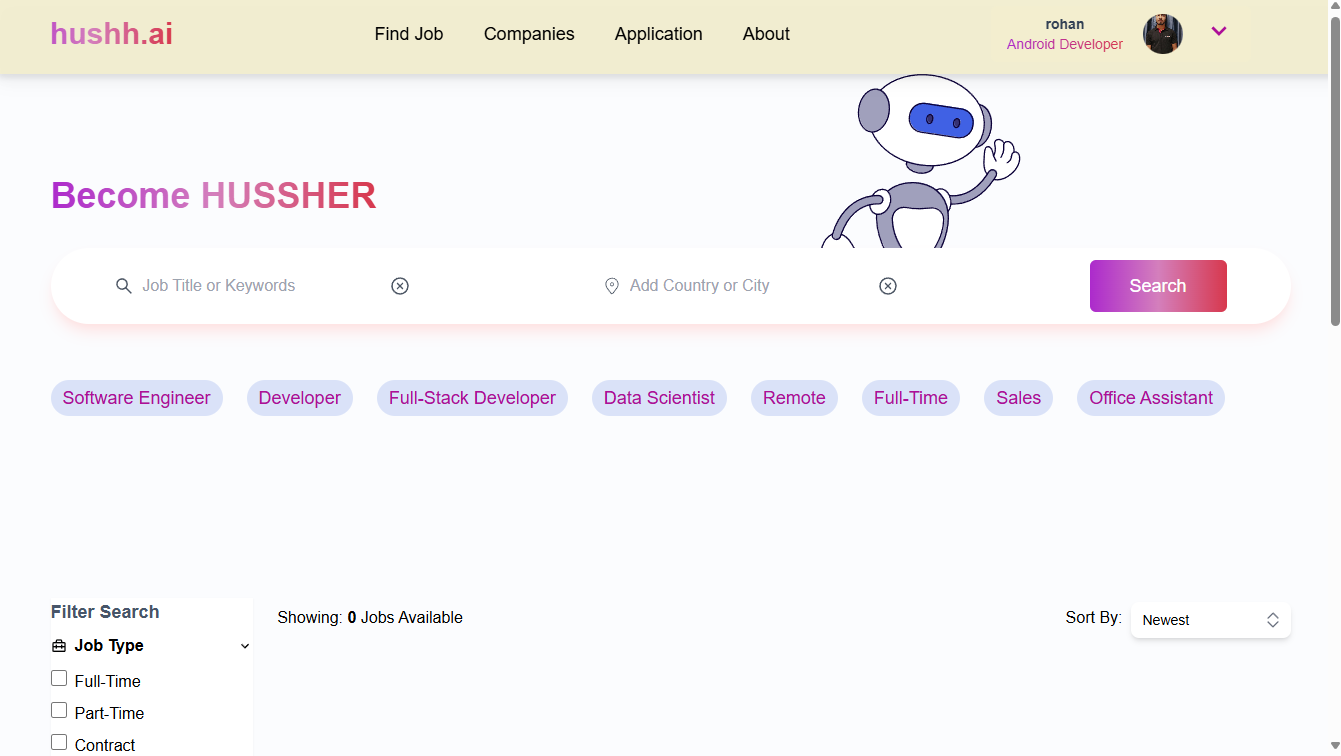 hushh.ai
Find Job Companies Application About
rohan
Android Developer
Become HUSSHER
Job Title or Keywords
Add Country or City
Search
Software Engineer Developer Full-Stack Developer Data Scientist Remote Full-Time Sales Office Assistant
Filter Search
Showing: 0 Jobs Available
Sort By: Newest
Job Type
Full-Time
Part-Time
Contract